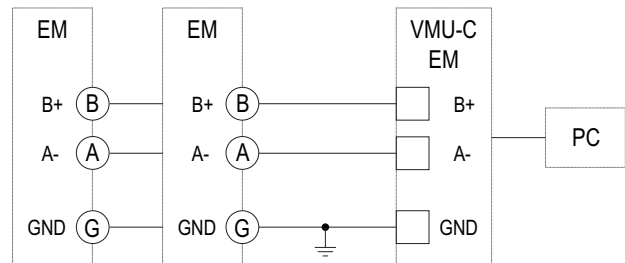 EM
EM
VMU-C
EM
B+ B
B+ B
B+
A- A
A- A
A-
PC
GND G
GND G
GND